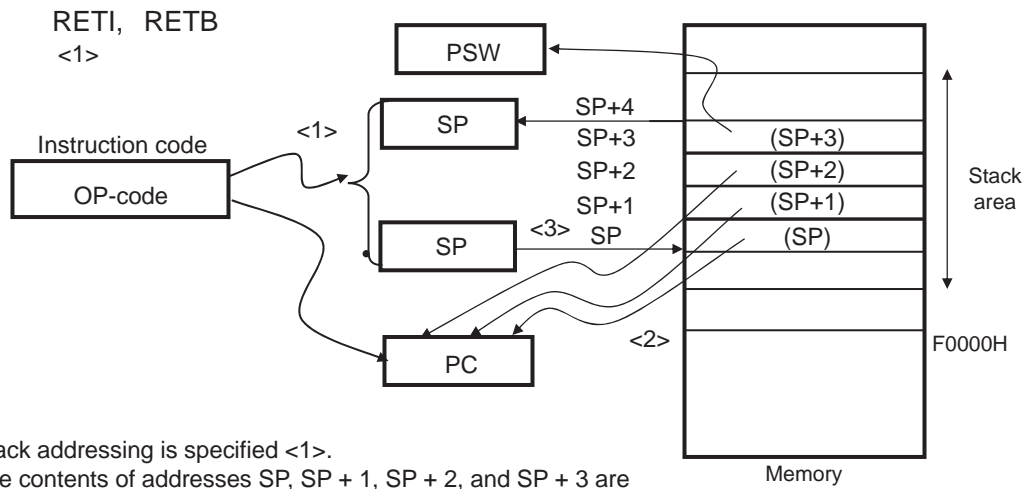 RETI, RETB
<1>
PSW
SP+4
SP
<1>
SP+3
(SP+3)
Instruction code
SP+2
(SP+2)
Stack
area
OP-code
SP+1
(SP+1)
<3>
SP
SP
(SP)
<2>
F0000H
PC
ack addressing is specified <1>.
e contents of addresses SP, SP + 1, SP + 2, and SP + 3 are
Memory